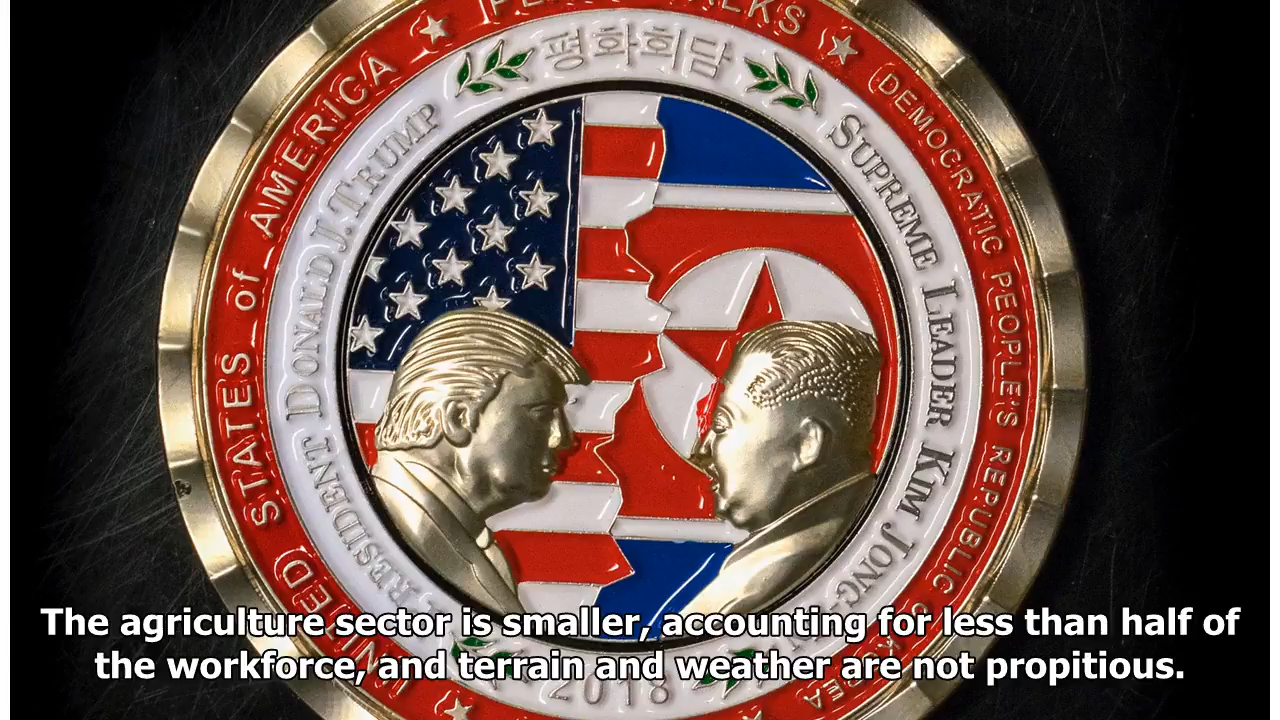 PEACE TALKS
평화회담
UNITED STATES of AMERICA
PRESIDENT DONALD J. TRUMP
SUPREME LEADER KIM JONG-
DEMOCRATIC PEOPLE'S REPUBLIC
2018
The agriculture sector is smaller, accounting for less than half of
the workforce, and terrain and weather are not propitious.